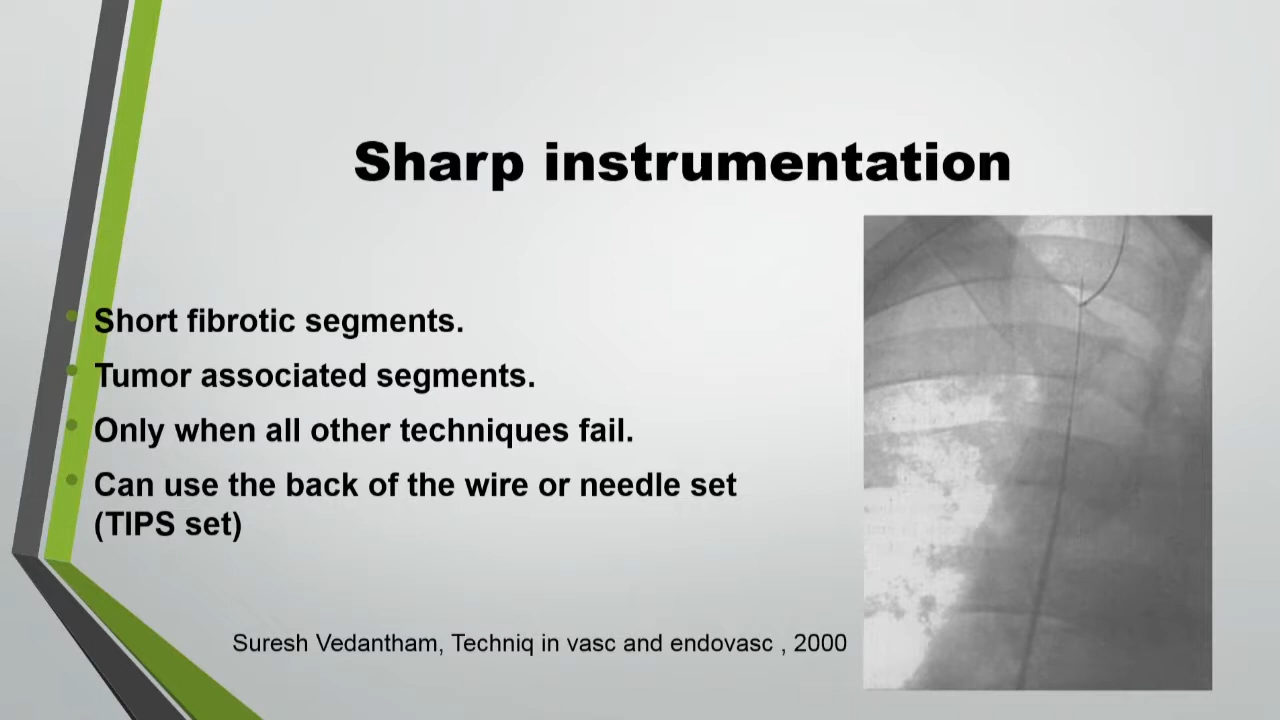 Sharp instrumentation
Short fibrotic segments.
Tumor associated segments.
Only when all other techniques fail.
Can use the back of the wire or needle set
(TIPS set)
Suresh Vedantham, Techniq in vasc and endovasc , 2000